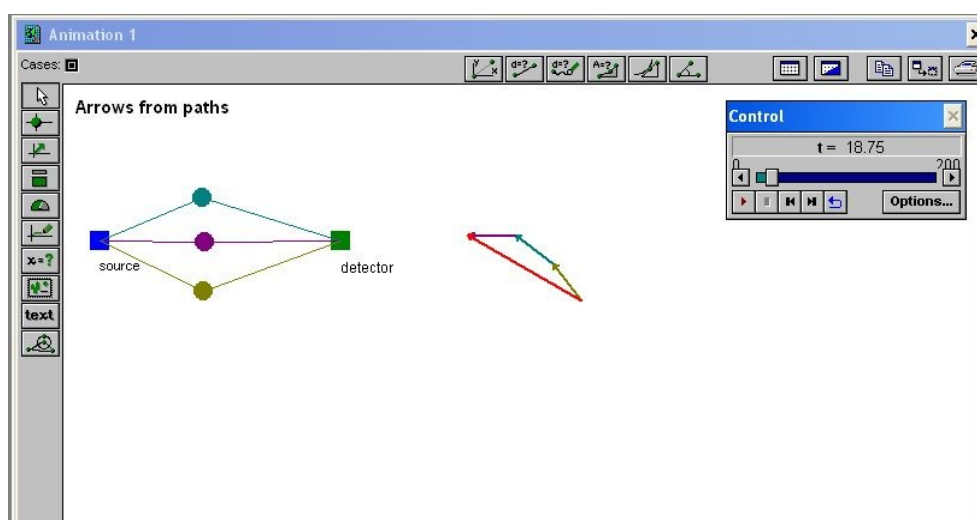 Animation 1
Cases:
y x
d=?
d=?
A=?
Arrows from paths
Control
t = 18.75
0
200
Options...
source
detector
x=?
text